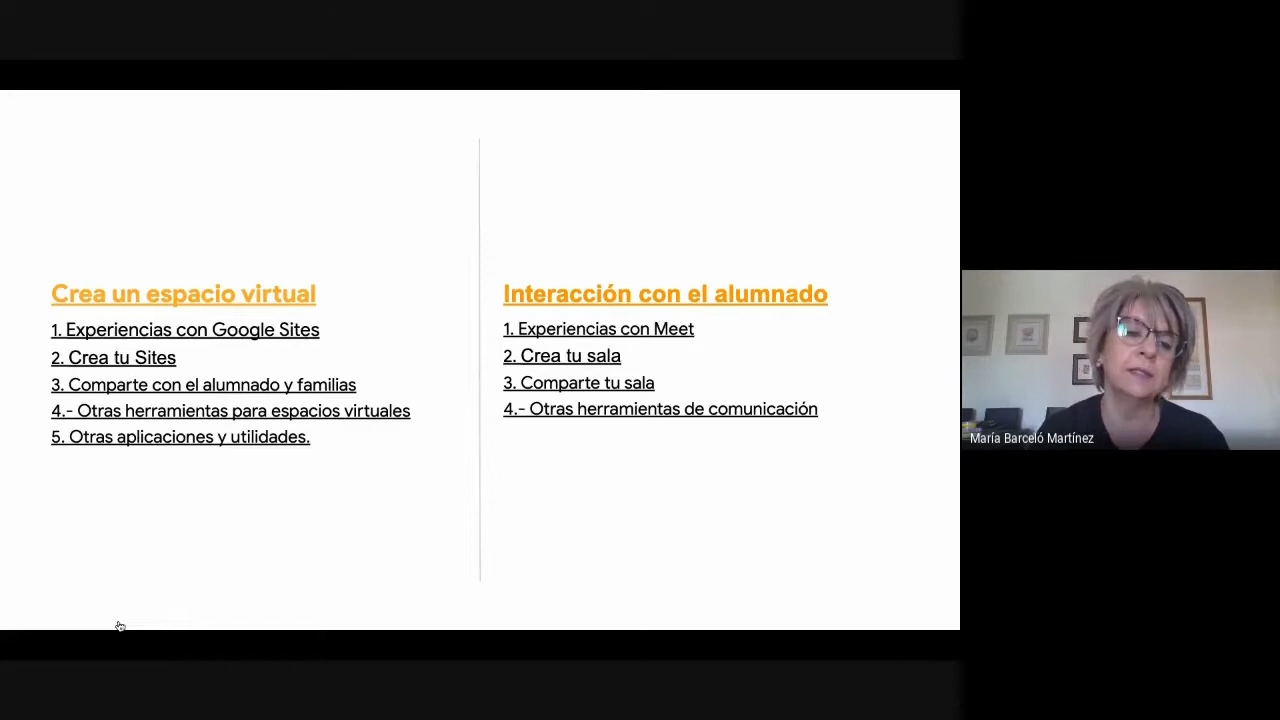 Crea un espacio virtual
1. Experiencias con Google Sites
2. Crea tu Sites
3. Comparte con el alumnado y familias
4.- Otras herramientas para espacios virtuales
5. Otras aplicaciones y utilidades.
Interacción con el alumnado
1. Experiencias con Meet
2. Crea tu sala
3. Comparte tu sala
4.- Otras herramientas de comunicación
María Barceló Martínez